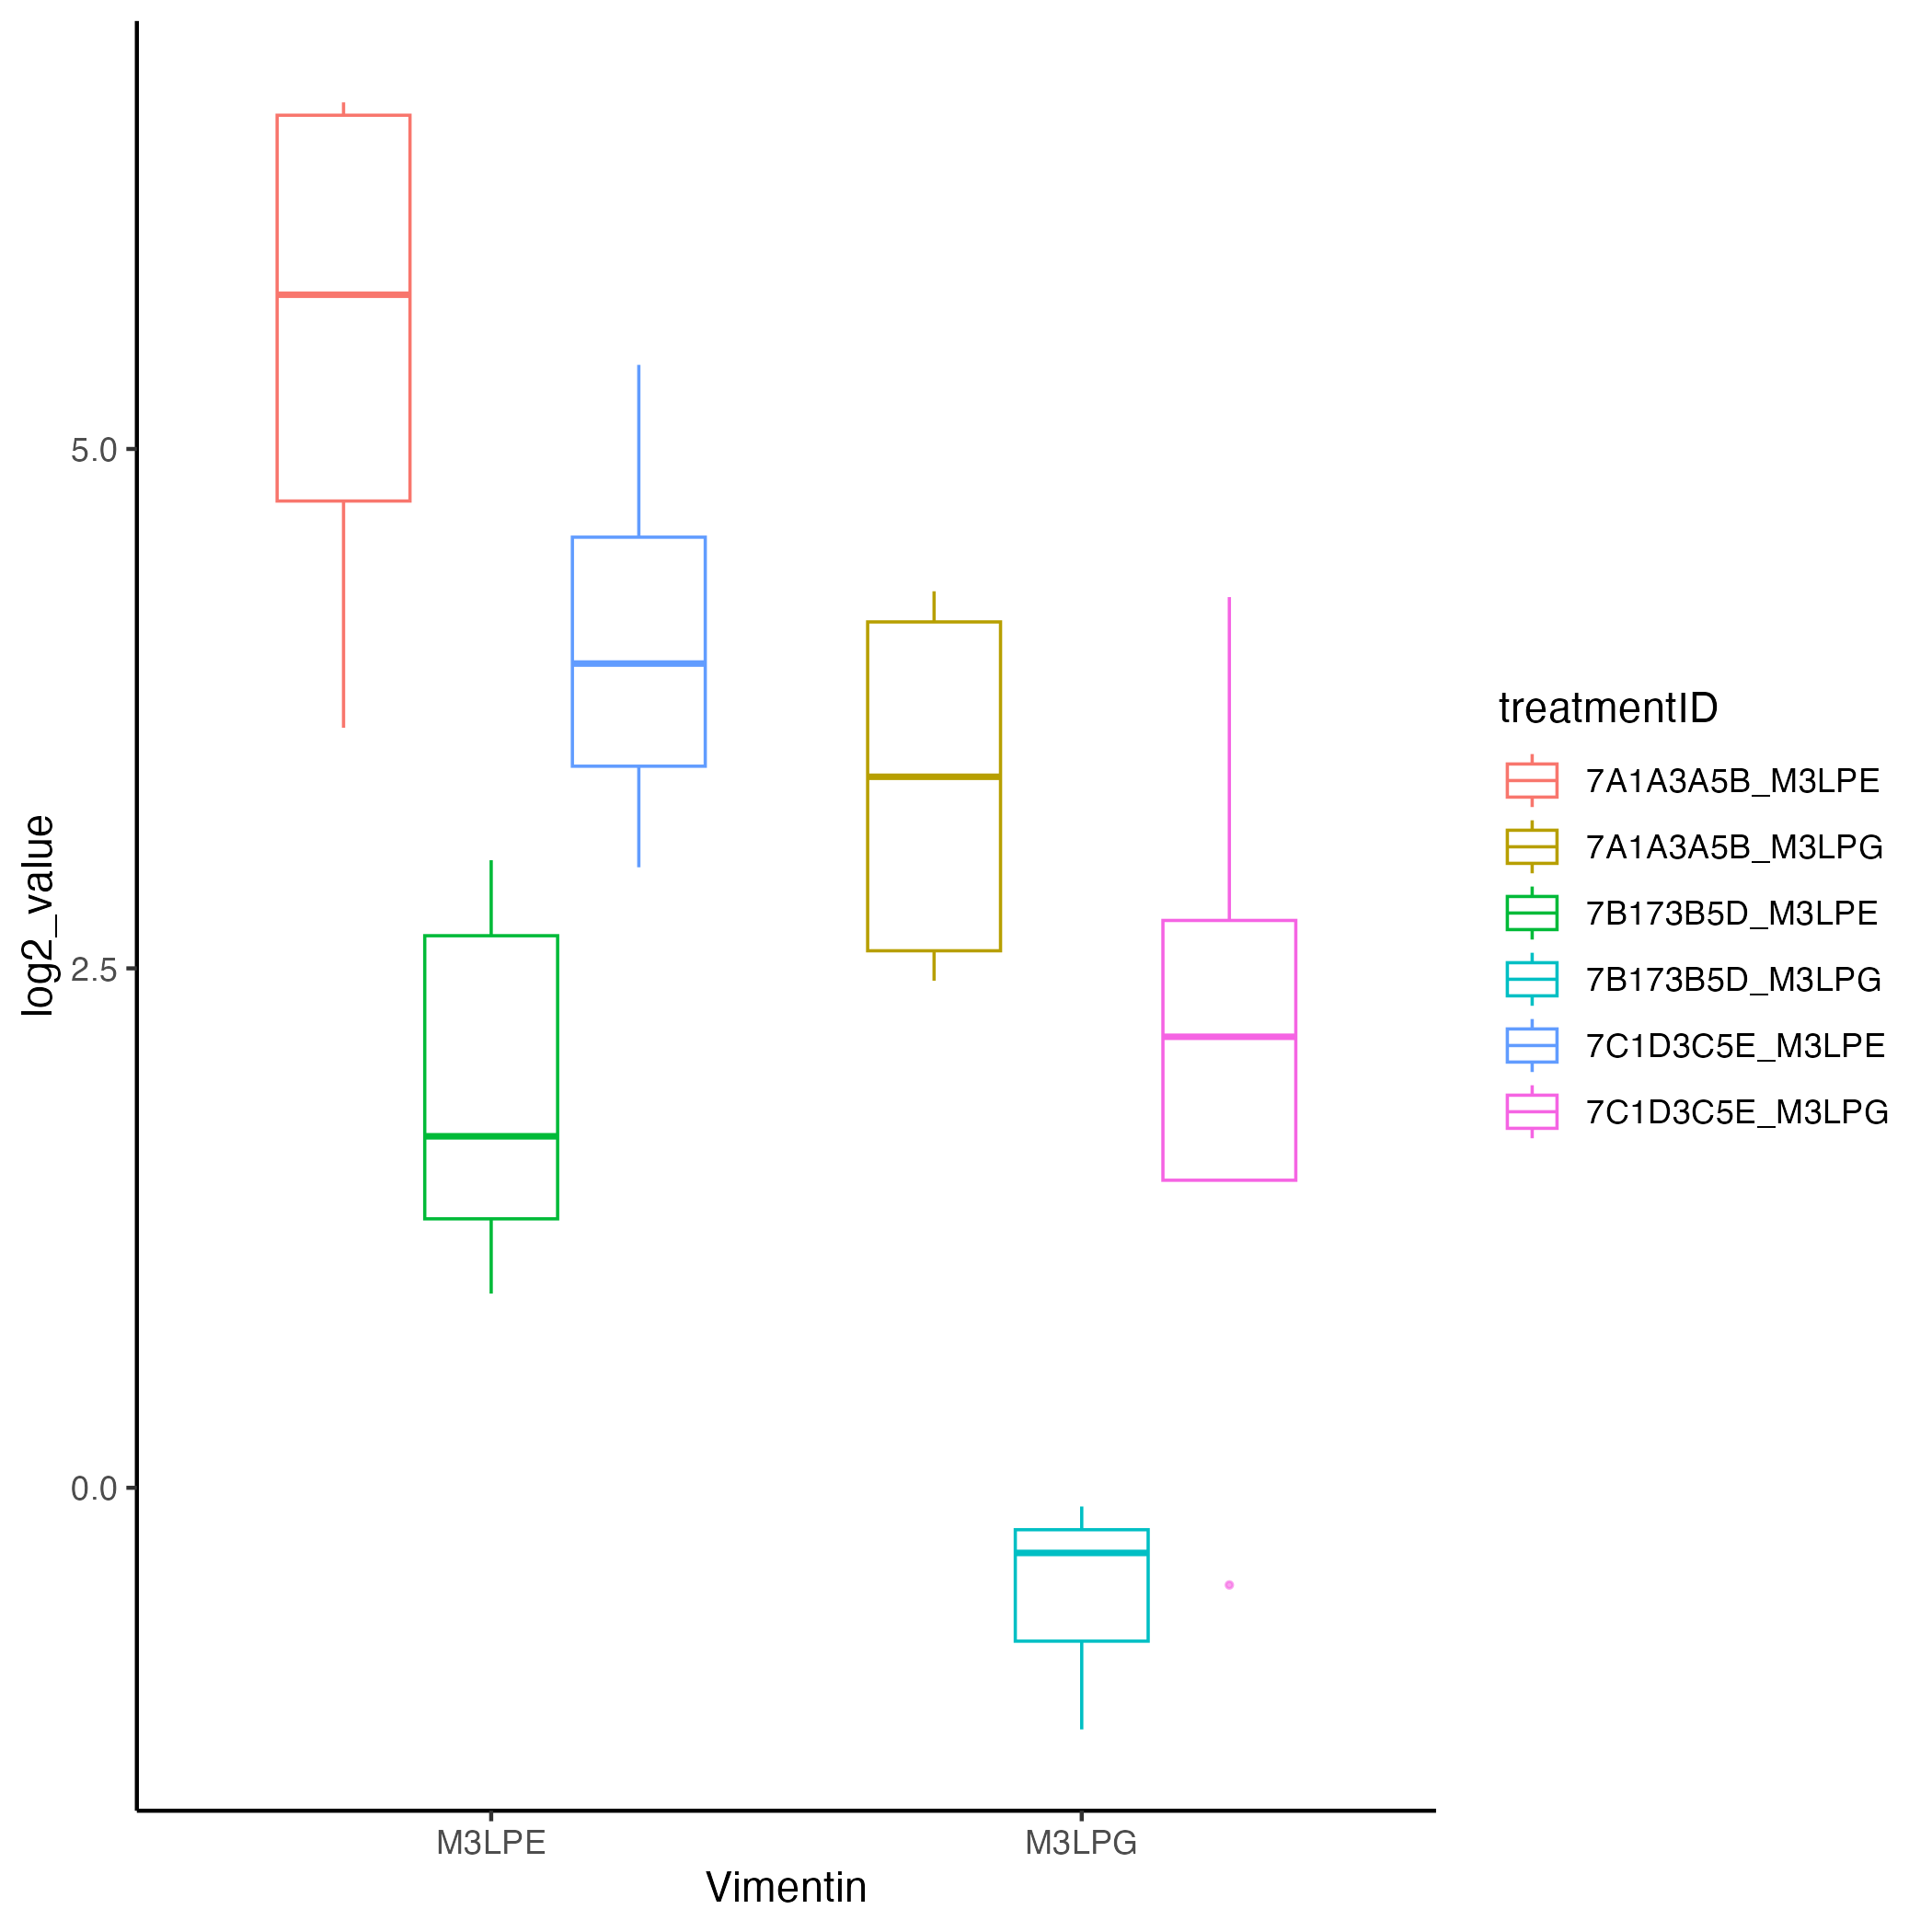 log2_value
5.0
2.5
0.0
M3LPE
M3LPG
Vimentin
treatmentID
7A1A3A5B_M3LPE
7A1A3A5B_M3LPG
7B173B5D_M3LPE
7B173B5D_M3LPG
7C1D3C5E_M3LPE
7C1D3C5E_M3LPG